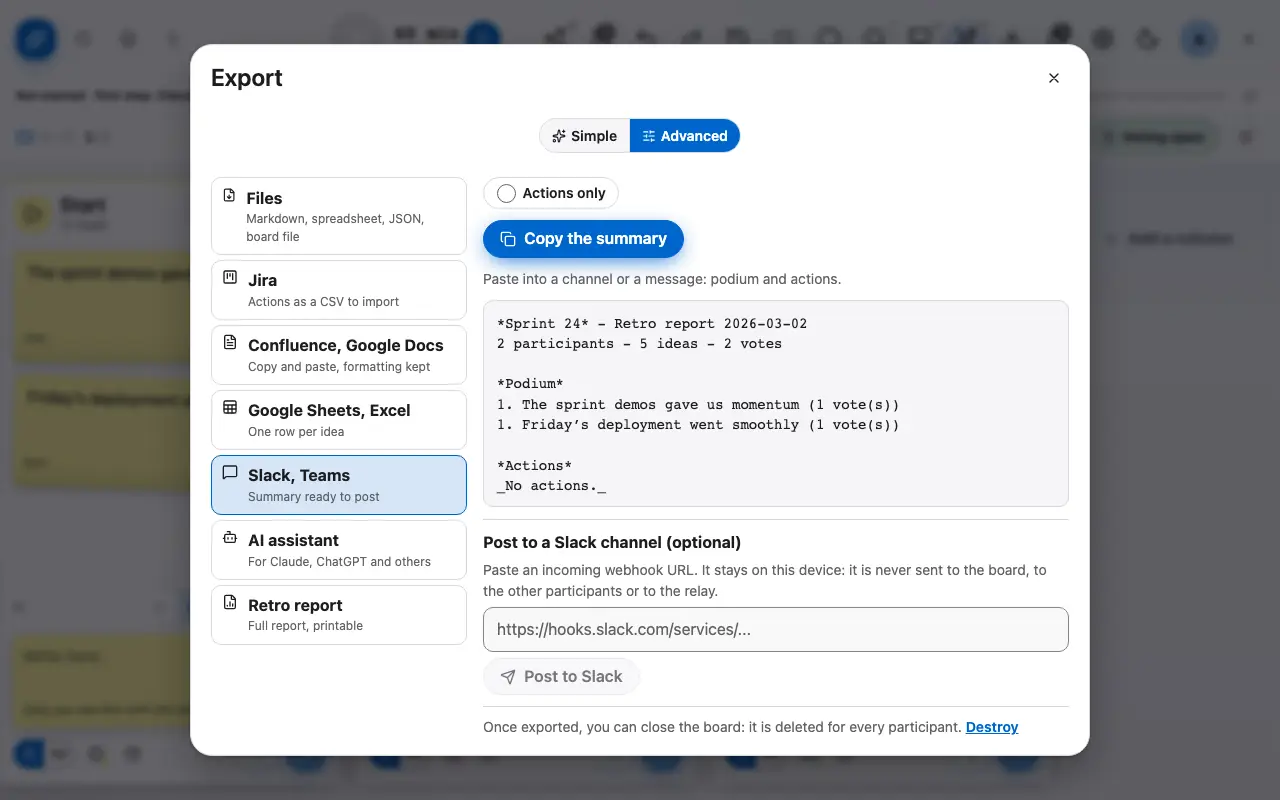 Export
Simple
Advanced
Files
Markdown, spreadsheet, JSON,
board file
Jira
Actions as a CSV to import
Confluence, Google Docs
Copy and paste, formatting kept
Google Sheets, Excel
One row per idea
Slack, Teams
Summary ready to post
AI assistant
For Claude, ChatGPT and others
Retro report
Full report, printable
Actions only
Copy the summary
Paste into a channel or a message: podium and actions.
*Sprint 24* – Retro report 2026-03-02
2 participants – 5 ideas – 2 votes
*Podium*
1. The sprint demos gave us momentum (1 vote(s))
1. Friday’s deployment went smoothly (1 vote(s))
*Actions*
_No actions._
Post to a Slack channel (optional)
Paste an incoming webhook URL. It stays on this device: it is never sent to the board, to
the other participants or to the relay.
https://hooks.slack.com/services/...
Post to Slack
Once exported, you can close the board: it is deleted for every participant. Destroy
Start